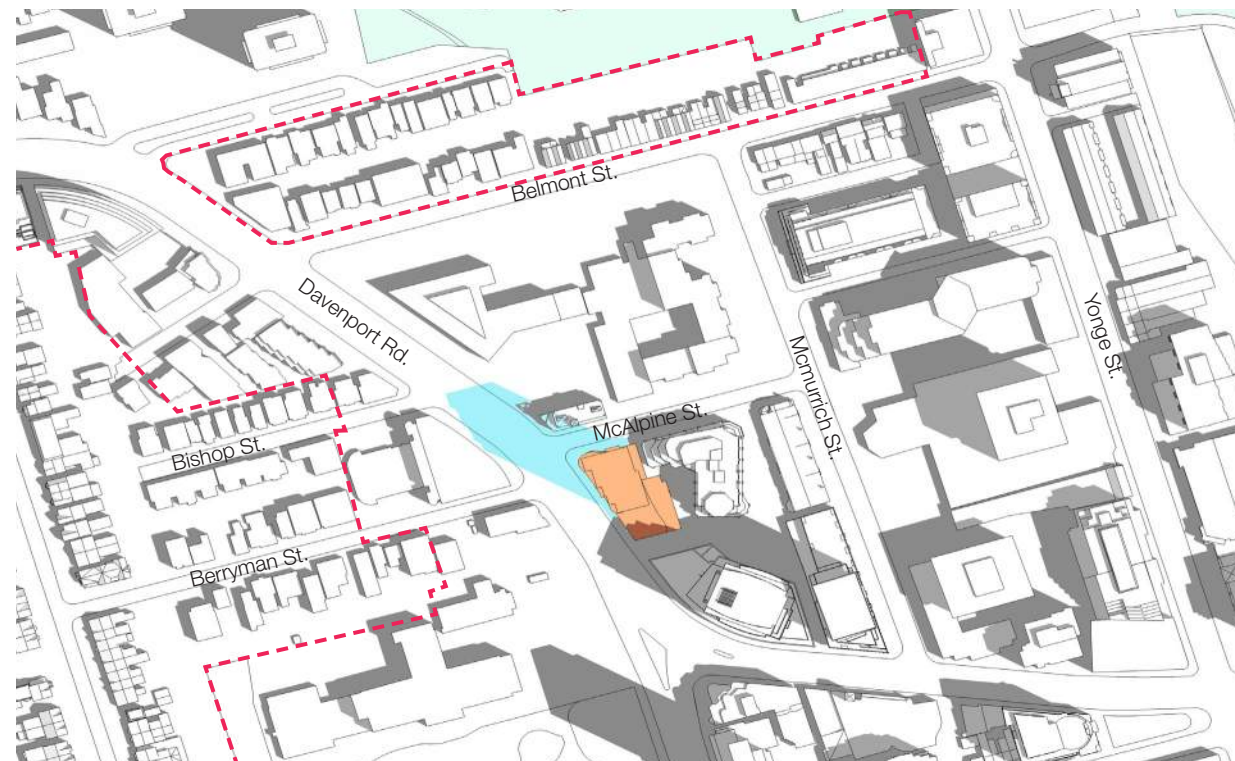 Belmont St.
Davenport Rd.
Yonge St.
Mcmurrich St.
McAlpine St.
Bishop St.
Berryman St.